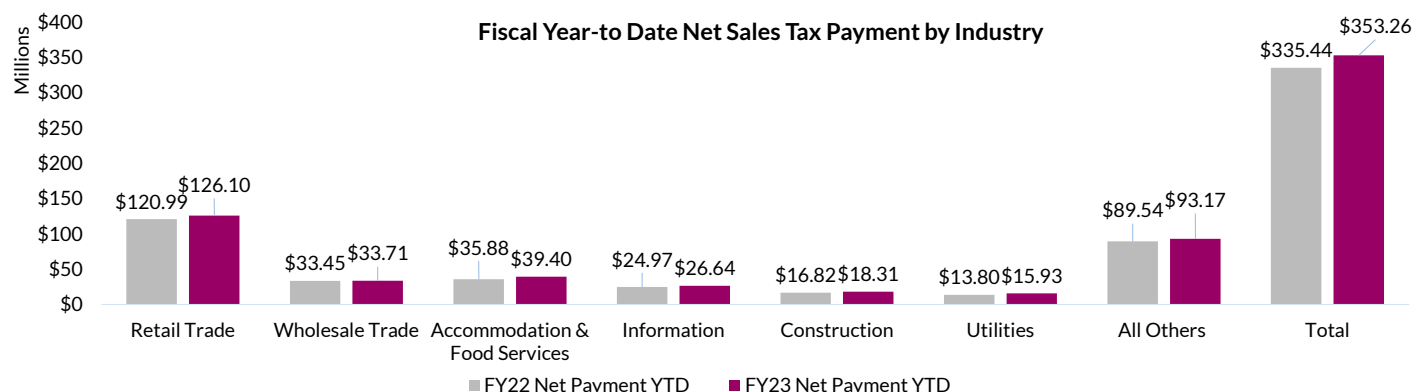 Fiscal Year-to Date Net Sales Tax Payment by Industry
Millions
$400
$350
$300
$250
$200
$150
$100
$50
$0
$120.99 $126.10
$33.45 $33.71
$35.88 $39.40
$24.97 $26.64
$16.82 $18.31
$13.80 $15.93
$89.54 $93.17
$335.44 $353.26
Retail Trade
Wholesale Trade
Accommodation &
Food Services
Information
Construction
Utilities
All Others
Total
FY22 Net Payment YTD FY23 Net Payment YTD